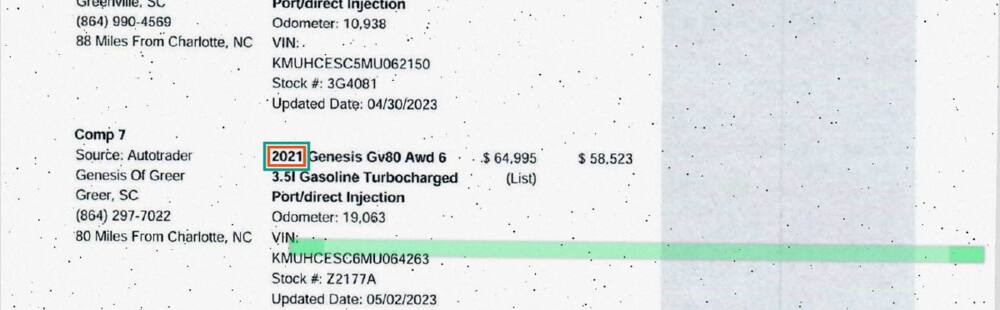 Greenville, SC Port/direct Injection
(864) 990-4569 Odometer: 10,938
88 Miles From Charlotte, NC VIN:
KMUHCESC5MU062150
Stock #: 3G4081
Updated Date: 04/30/2023
Comp 7
Source: Autotrader 2021 Genesis Gv80 Awd 6 $ 64,995 $ 58,523
Genesis Of Greer 3.5l Gasoline Turbocharged (List)
Greer, SC Port/direct Injection
(864) 297-7022 Odometer: 19,063
80 Miles From Charlotte, NC VIN:
KMUHCESC6MU064263
Stock #: Z2177A
Updated Date: 05/02/2023